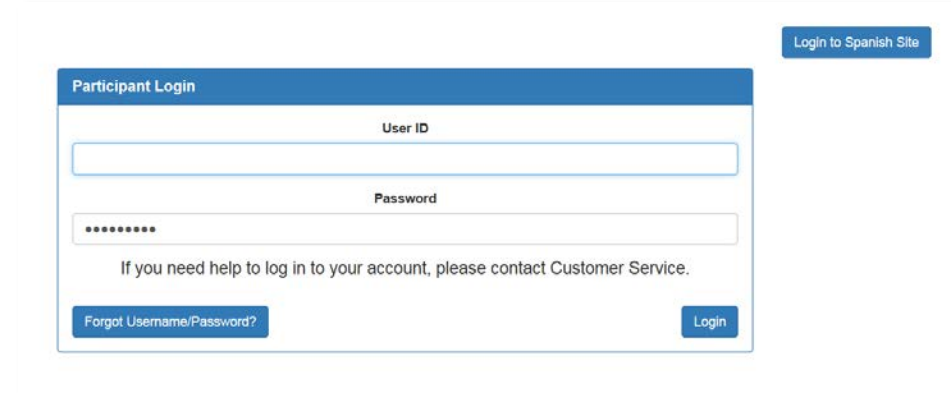 Login to Spanish Site
Participant Login
User ID
Password
•••••••••
If you need help to log in to your account, please contact Customer Service.
Forgot Username/Password?
Login